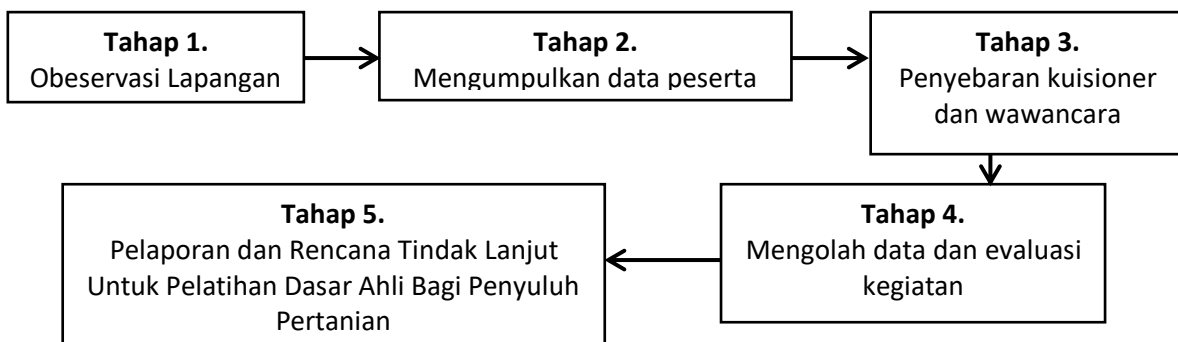 Tahap 1.
Obeservasi Lapangan
Tahap 2.
Mengumpulkan data peserta
Tahap 3.
Penyebaran kuisioner
dan wawancara
Tahap 4.
Mengolah data dan evaluasi
kegiatan
Tahap 5.
Pelaporan dan Rencana Tindak Lanjut
Untuk Pelatihan Dasar Ahli Bagi Penyuluh
Pertanian